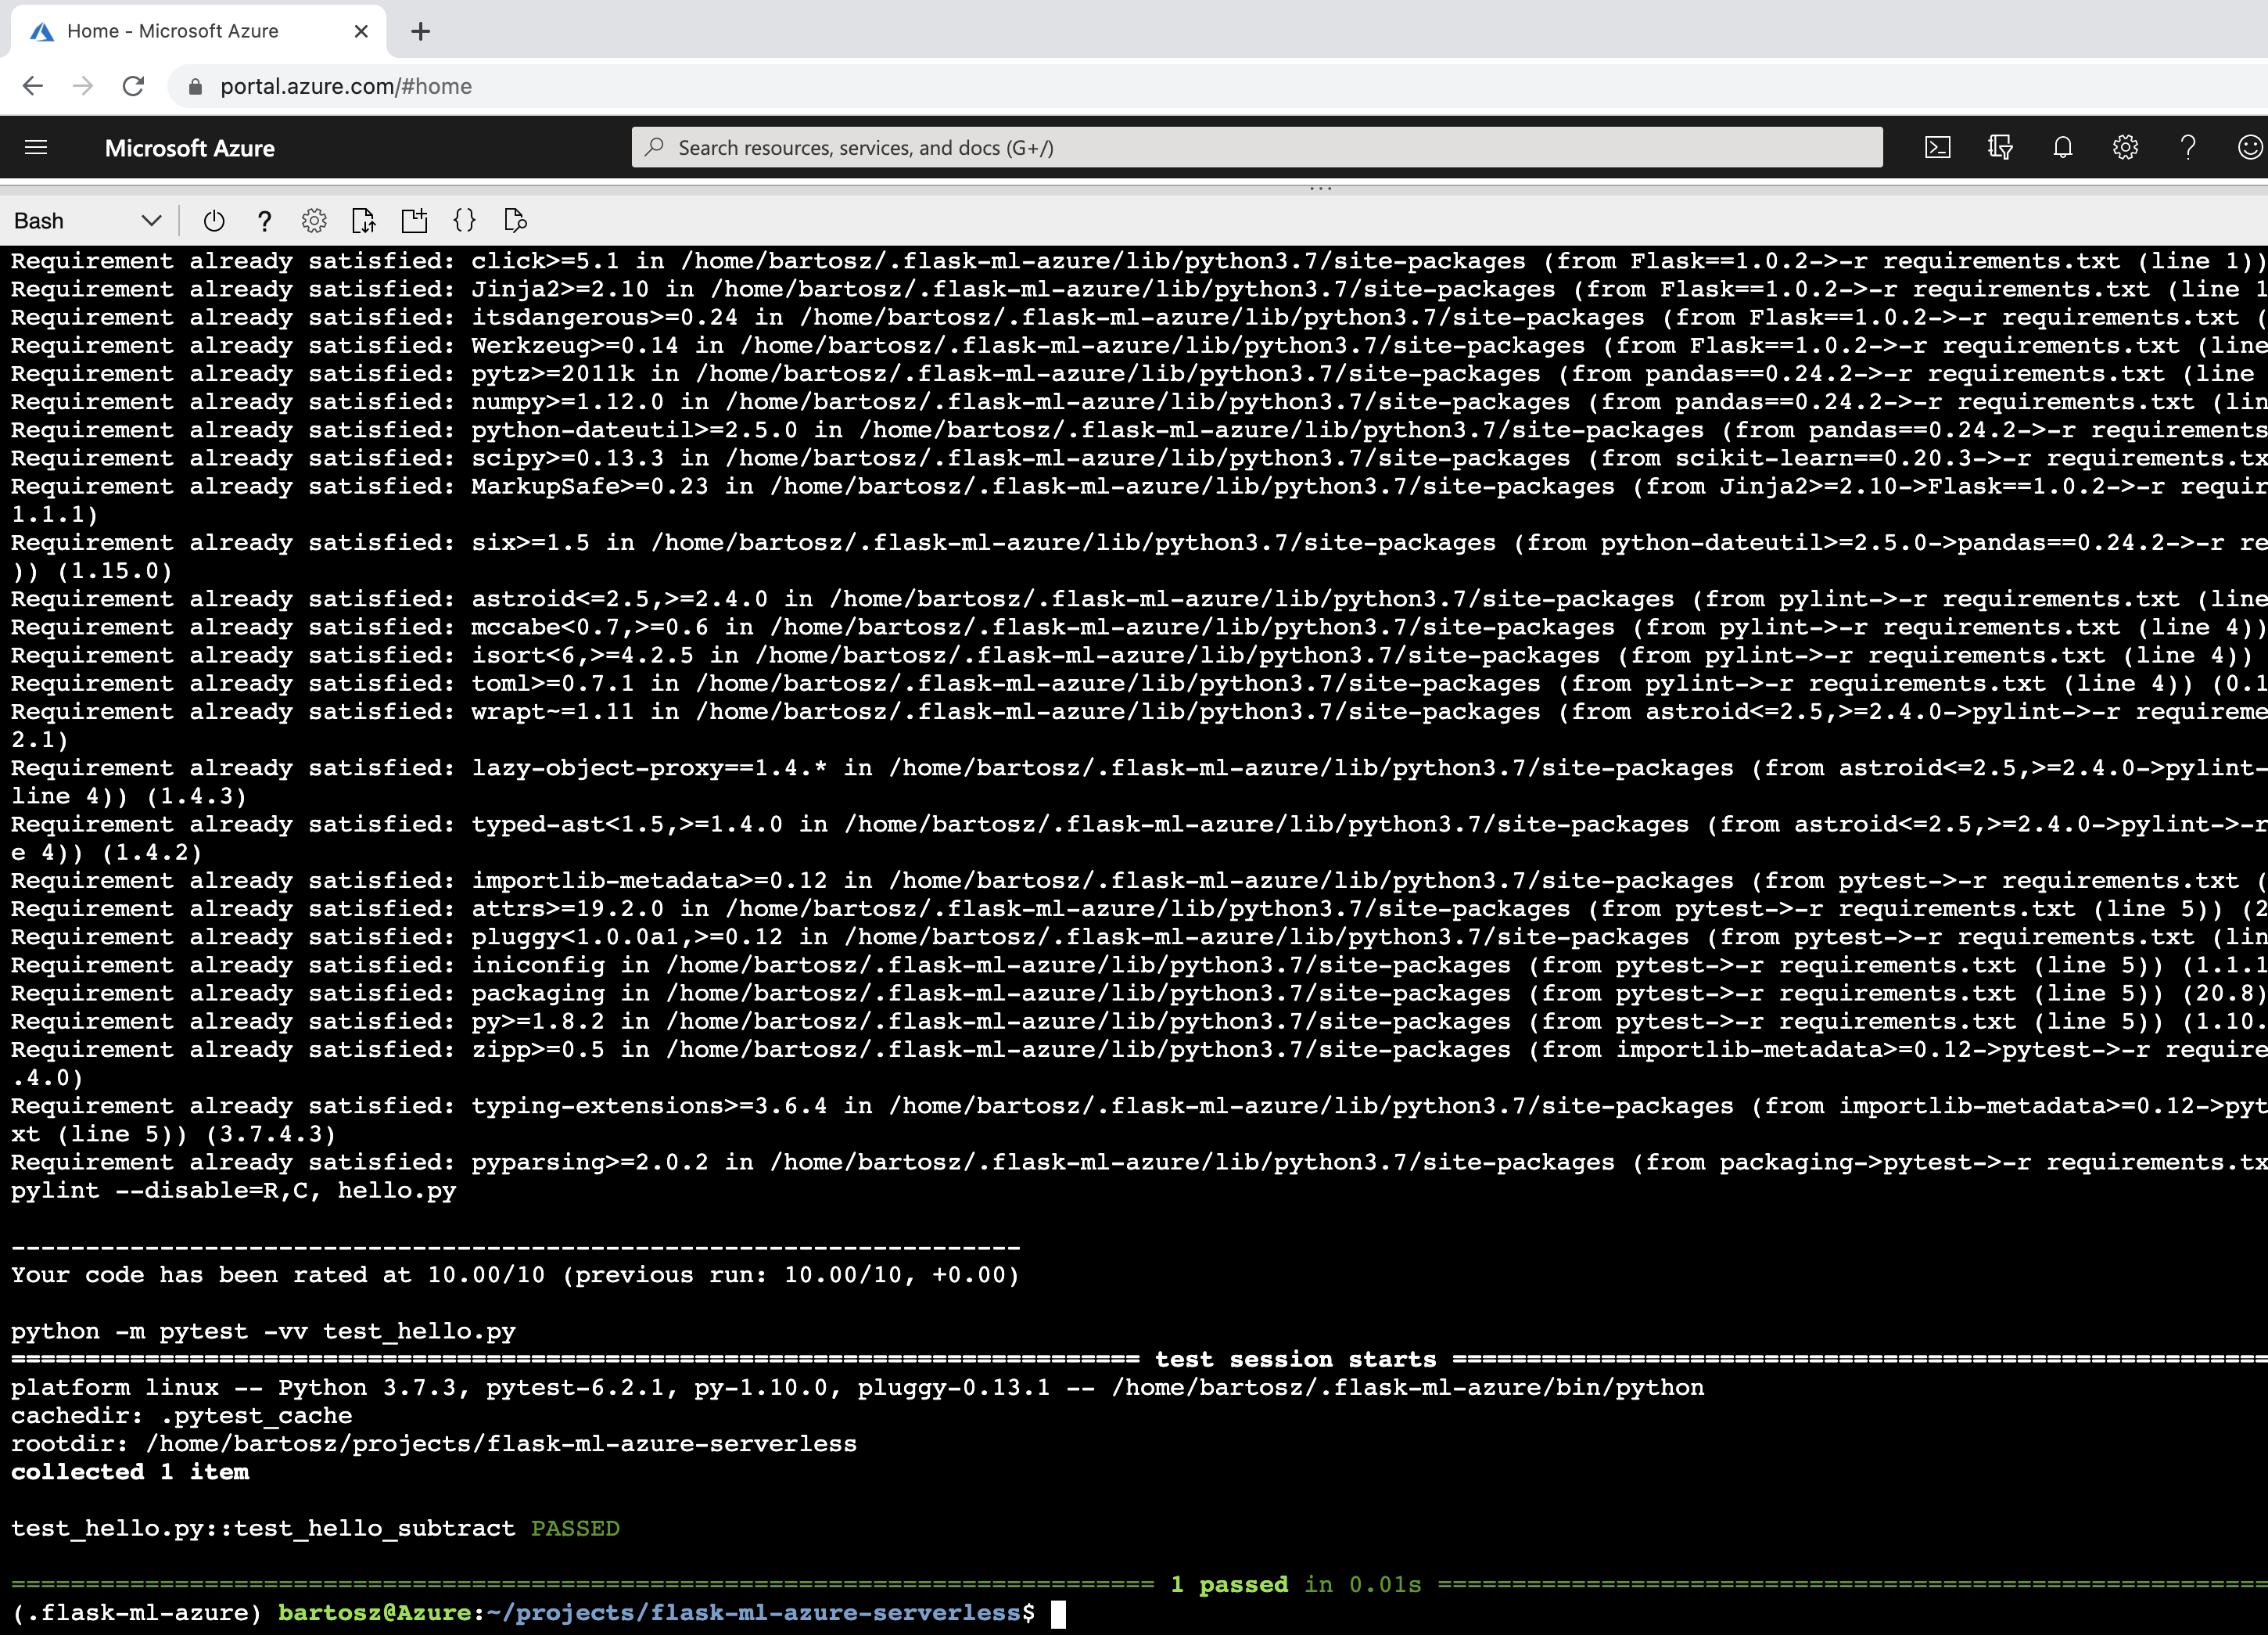 Home - Microsoft Azure
portal.azure.com/#home
Microsoft Azure
Search resources, services, and docs (G+/)
Bash
Requirement already satisfied: click>=5.1 in /home/bartosz/.flask-ml-azure/lib/python3.7/site-packages (from Flask==1.0.2->-r requirements.txt (line 1))
Requirement already satisfied: Jinja2>=2.10 in /home/bartosz/.flask-ml-azure/lib/python3.7/site-packages (from Flask==1.0.2->-r requirements.txt (line 1
Requirement already satisfied: itsdangerous>=0.24 in /home/bartosz/.flask-ml-azure/lib/python3.7/site-packages (from Flask==1.0.2->-r requirements.txt (
Requirement already satisfied: Werkzeug>=0.14 in /home/bartosz/.flask-ml-azure/lib/python3.7/site-packages (from Flask==1.0.2->-r requirements.txt (line
Requirement already satisfied: pytz>=2011k in /home/bartosz/.flask-ml-azure/lib/python3.7/site-packages (from pandas==0.24.2->-r requirements.txt (line
Requirement already satisfied: numpy>=1.12.0 in /home/bartosz/.flask-ml-azure/lib/python3.7/site-packages (from pandas==0.24.2->-r requirements.txt (lin
Requirement already satisfied: python-dateutil>=2.5.0 in /home/bartosz/.flask-ml-azure/lib/python3.7/site-packages (from pandas==0.24.2->-r requirements
Requirement already satisfied: scipy>=0.13.3 in /home/bartosz/.flask-ml-azure/lib/python3.7/site-packages (from scikit-learn==0.20.3->-r requirements.tx
Requirement already satisfied: MarkupSafe>=0.23 in /home/bartosz/.flask-ml-azure/lib/python3.7/site-packages (from Jinja2>=2.10->Flask==1.0.2->-r requir
1.1.1)
Requirement already satisfied: six>=1.5 in /home/bartosz/.flask-ml-azure/lib/python3.7/site-packages (from python-dateutil>=2.5.0->pandas==0.24.2->-r re
)) (1.15.0)
Requirement already satisfied: astroid<=2.5,>=2.4.0 in /home/bartosz/.flask-ml-azure/lib/python3.7/site-packages (from pylint->-r requirements.txt (line
Requirement already satisfied: mccabe<0.7,>=0.6 in /home/bartosz/.flask-ml-azure/lib/python3.7/site-packages (from pylint->-r requirements.txt (line 4))
Requirement already satisfied: isort<6,>=4.2.5 in /home/bartosz/.flask-ml-azure/lib/python3.7/site-packages (from pylint->-r requirements.txt (line 4))
Requirement already satisfied: toml>=0.7.1 in /home/bartosz/.flask-ml-azure/lib/python3.7/site-packages (from pylint->-r requirements.txt (line 4)) (0.1
Requirement already satisfied: wrapt~=1.11 in /home/bartosz/.flask-ml-azure/lib/python3.7/site-packages (from astroid<=2.5,>=2.4.0->pylint->-r requireme
2.1)
Requirement already satisfied: lazy-object-proxy==1.4.* in /home/bartosz/.flask-ml-azure/lib/python3.7/site-packages (from astroid<=2.5,>=2.4.0->pylint-
line 4)) (1.4.3)
Requirement already satisfied: typed-ast<1.5,>=1.4.0 in /home/bartosz/.flask-ml-azure/lib/python3.7/site-packages (from astroid<=2.5,>=2.4.0->pylint->-r
e 4)) (1.4.2)
Requirement already satisfied: importlib-metadata>=0.12 in /home/bartosz/.flask-ml-azure/lib/python3.7/site-packages (from pytest->-r requirements.txt (
Requirement already satisfied: attrs>=19.2.0 in /home/bartosz/.flask-ml-azure/lib/python3.7/site-packages (from pytest->-r requirements.txt (line 5)) (2
Requirement already satisfied: pluggy<1.0.0a1,>=0.12 in /home/bartosz/.flask-ml-azure/lib/python3.7/site-packages (from pytest->-r requirements.txt (lin
Requirement already satisfied: iniconfig in /home/bartosz/.flask-ml-azure/lib/python3.7/site-packages (from pytest->-r requirements.txt (line 5)) (1.1.1
Requirement already satisfied: packaging in /home/bartosz/.flask-ml-azure/lib/python3.7/site-packages (from pytest->-r requirements.txt (line 5)) (20.8)
Requirement already satisfied: py>=1.8.2 in /home/bartosz/.flask-ml-azure/lib/python3.7/site-packages (from pytest->-r requirements.txt (line 5)) (1.10.
Requirement already satisfied: zipp>=0.5 in /home/bartosz/.flask-ml-azure/lib/python3.7/site-packages (from importlib-metadata>=0.12->pytest->-r require
.4.0)
Requirement already satisfied: typing-extensions>=3.6.4 in /home/bartosz/.flask-ml-azure/lib/python3.7/site-packages (from importlib-metadata>=0.12->pyt
xt (line 5)) (3.7.4.3)
Requirement already satisfied: pyparsing>=2.0.2 in /home/bartosz/.flask-ml-azure/lib/python3.7/site-packages (from packaging->pytest->-r requirements.tx
pylint --disable=R,C, hello.py
--------------------------------------------------------------------
Your code has been rated at 10.00/10 (previous run: 10.00/10, +0.00)
python -m pytest -vv test_hello.py
============================================================================ test session starts =======================================================
platform linux -- Python 3.7.3, pytest-6.2.1, py-1.10.0, pluggy-0.13.1 -- /home/bartosz/.flask-ml-azure/bin/python
cachedir: .pytest_cache
rootdir: /home/bartosz/projects/flask-ml-azure-serverless
collected 1 item
test_hello.py::test_hello_subtract PASSED
============================================================================= 1 passed in 0.01s ========================================================
(.flask-ml-azure) bartosz@Azure:~/projects/flask-ml-azure-serverless$